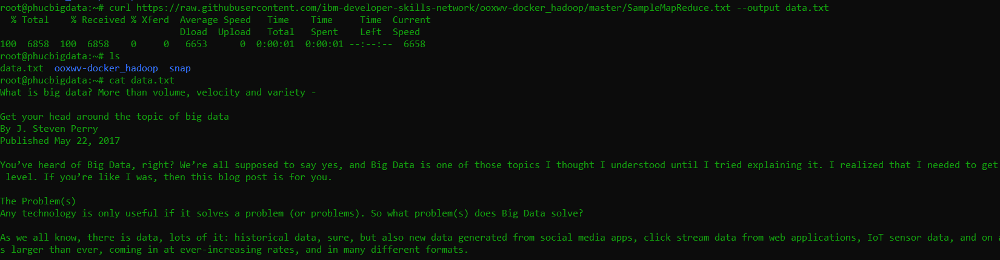 root@phucbigdata:~# curl https://raw.githubusercontent.com/ibm-developer-skills-network/ooxwv-docker_hadoop/master/SampleMapReduce.txt --output data.txt
% Total % Received % Xferd Average Speed Time Time Time Current
Dload Upload Total Spent Left Speed
100 6858 100 6858 0 0 6653 0 0:00:01 0:00:01 --:--:-- 6658
root@phucbigdata:~# ls
data.txt ooxwv-docker_hadoop snap
root@phucbigdata:~# cat data.txt
What is big data? More than volume, velocity and variety -
Get your head around the topic of big data
By J. Steven Perry
Published May 22, 2017
You’ve heard of Big Data, right? We’re all supposed to say yes, and Big Data is one of those topics I thought I understood until I tried explaining it. I realized that I needed to get
level. If you’re like I was, then this blog post is for you.
The Problem(s)
Any technology is only useful if it solves a problem (or problems). So what problem(s) does Big Data solve?
As we all know, there is data, lots of it: historical data, sure, but also new data generated from social media apps, click stream data from web applications, IoT sensor data, and on a
s larger than ever, coming in at ever-increasing rates, and in many different formats.